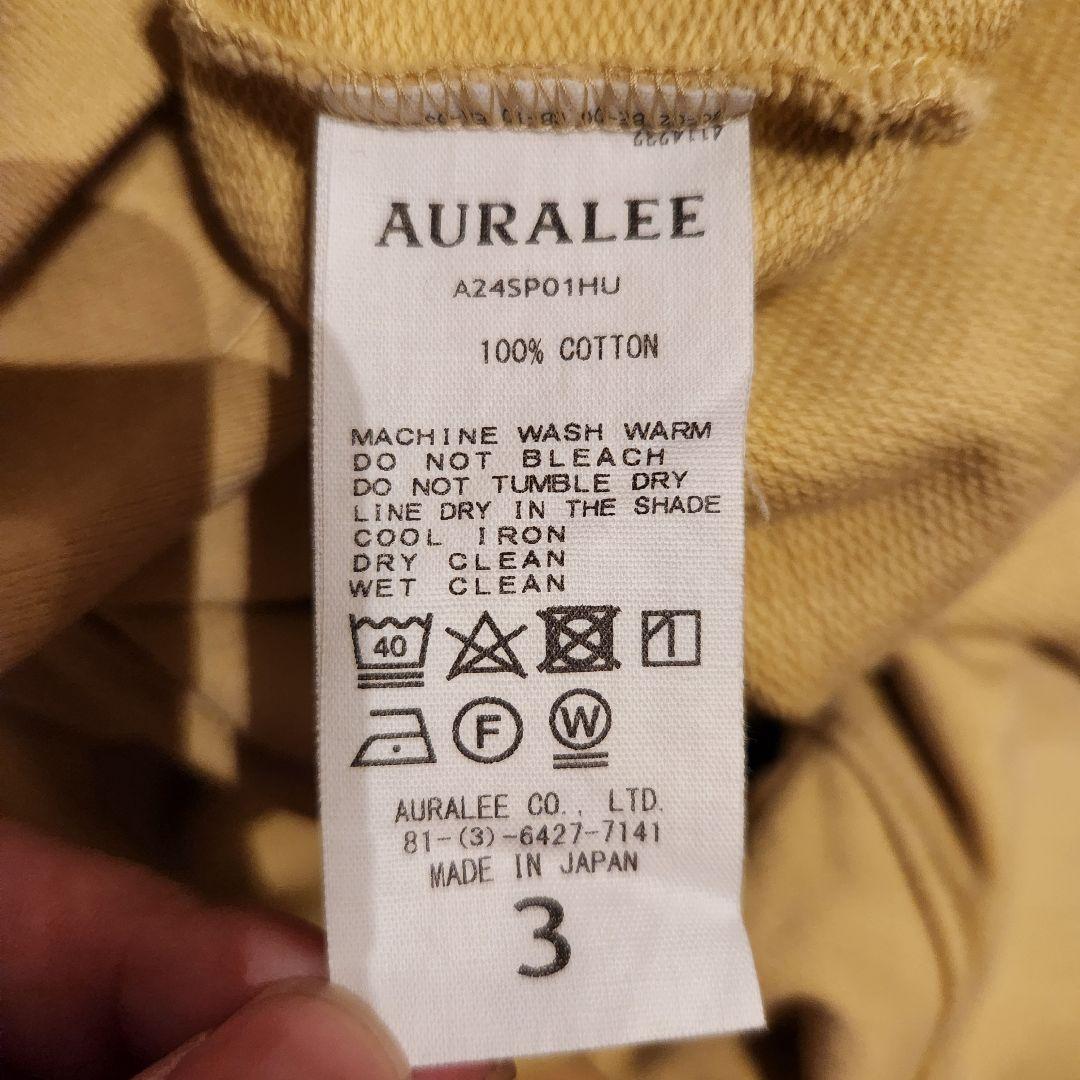 AURALEE
A24SP01HU
100% COTTON
MACHINE WASH WARM
DO NOT BLEACH
DO NOT TUMBLE DRY
LINE DRY IN THE SHADE
COOL IRON
DRY CLEAN
WET CLEAN
40
F W
AURALEE CO., LTD.
81-(3)-6427-7141
MADE IN JAPAN
3